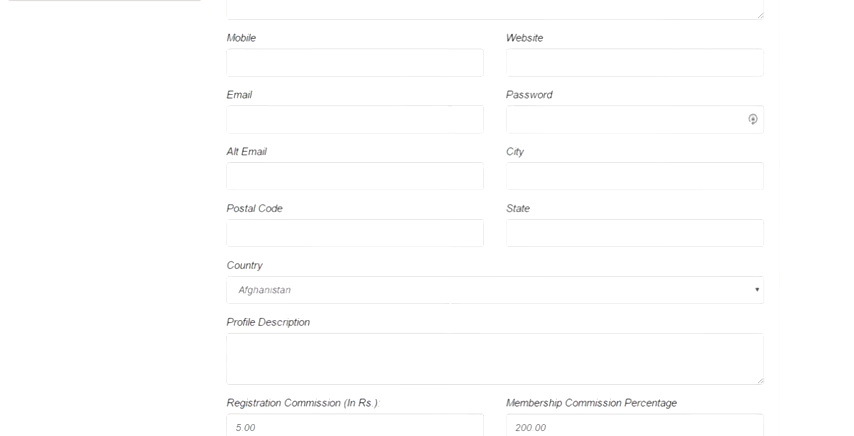 Mobile
Website
Email
Password
Alt Email
City
Postal Code
State
Country
Afghanistan
Profile Description
Registration Commission (In Rs.):
Membership Commission Percentage
5.00
200.00